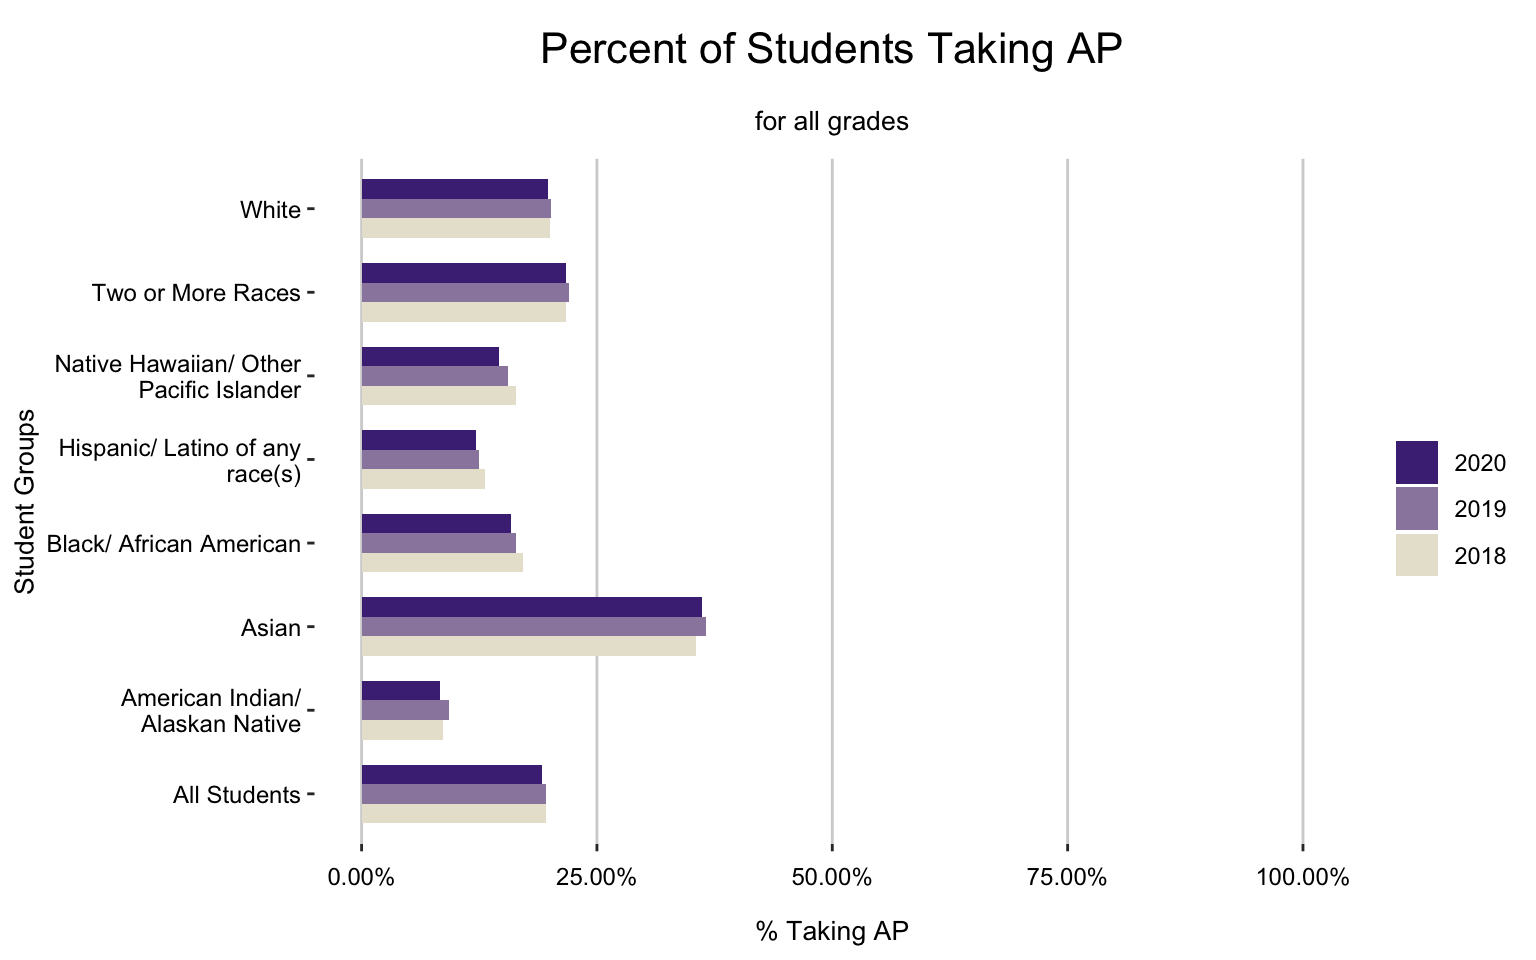 Percent of Students Taking AP
for all grades
Student Groups
White
Two or More Races
Native Hawaiian/ Other
Pacific Islander
Hispanic/ Latino of any
race(s)
Black/ African American
Asian
American Indian/
Alaskan Native
All Students
0.00%
25.00%
50.00%
75.00%
100.00%
% Taking AP
2020
2019
2018